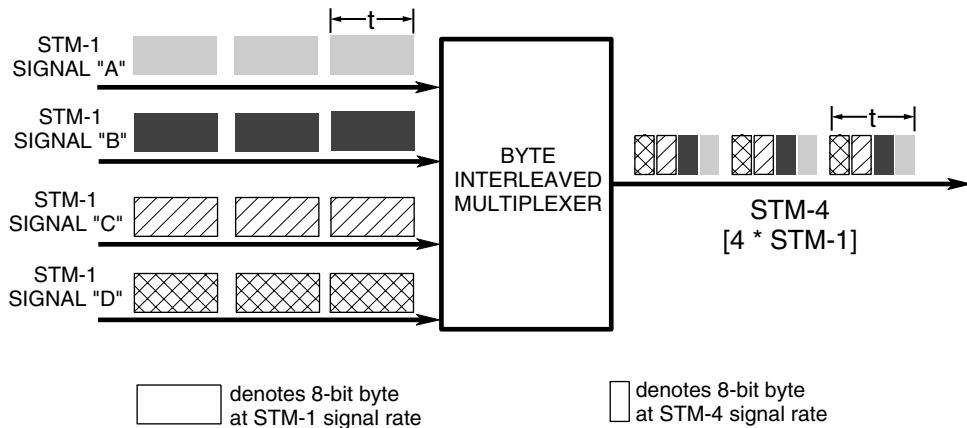 t
STM-1
SIGNAL "A"
STM-1
SIGNAL "B"
STM-1
SIGNAL "C"
STM-1
SIGNAL "D"
BYTE
INTERLEAVED
MULTIPLEXER
t
STM-4
[4 * STM-1]
denotes 8-bit byte
at STM-1 signal rate
denotes 8-bit byte
at STM-4 signal rate